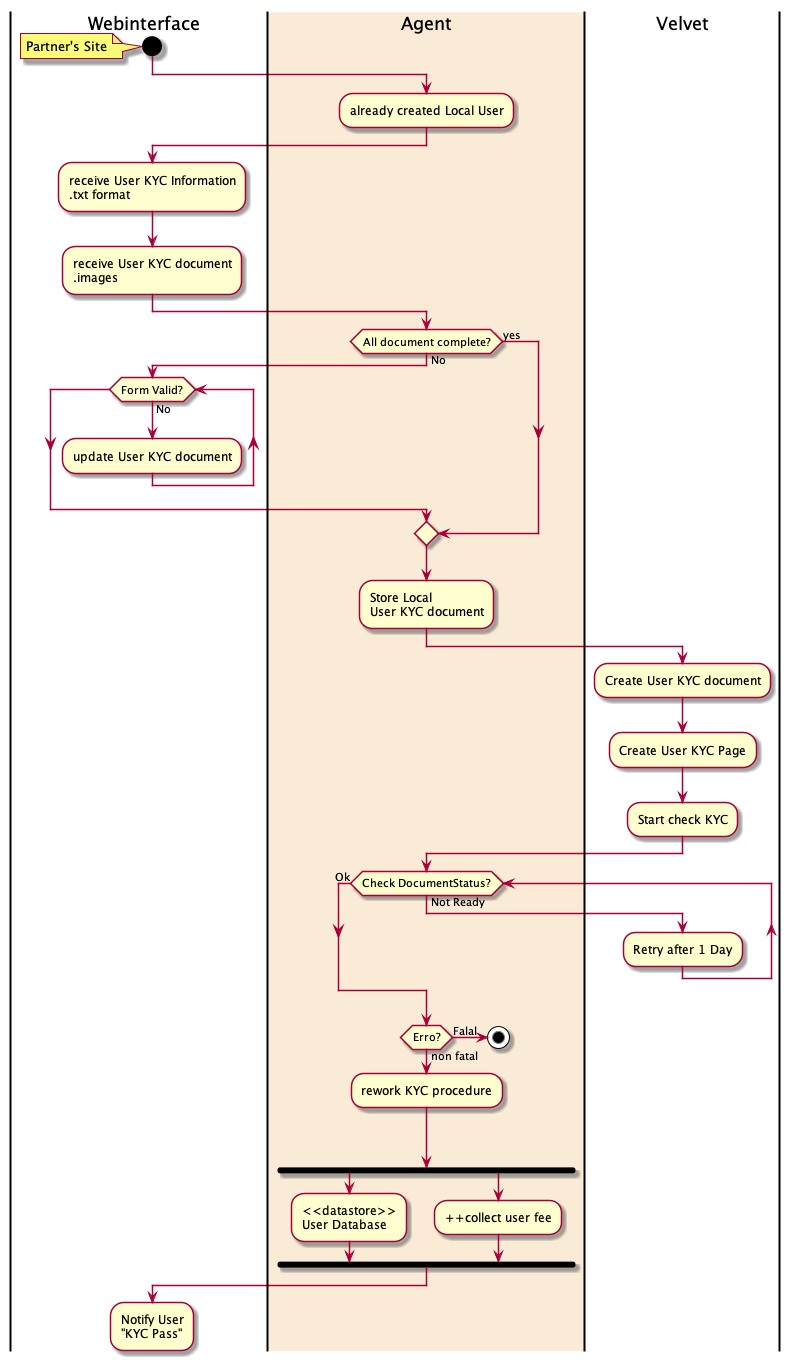 Webinterface
Agent
Velvet
Partner's Site
already created Local User
receive User KYC Information
.txt format
receive User KYC document
.images
All document complete?
yes
No
Form Valid?
No
update User KYC document
Store Local
User KYC document
Create User KYC document
Create User KYC Page
Start check KYC
Ok
Check DocumentStatus?
Not Ready
Retry after 1 Day
Erro?
Falal
non fatal
rework KYC procedure
<<datastore>>
User Database
++collect user fee
Notify User
"KYC Pass"